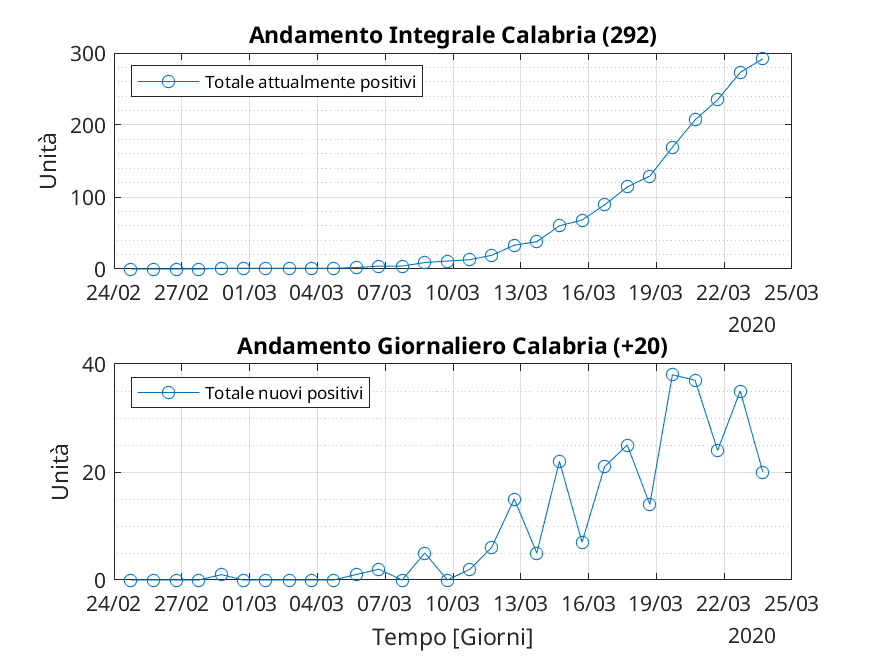 Andamento Integrale Calabria (292)
Unità
300
200
100
0
Totale attualmente positivi
24/02 27/02 01/03 04/03 07/03 10/03 13/03 16/03 19/03 22/03 25/03
2020
Andamento Giornaliero Calabria (+20)
Unità
40
20
0
Totale nuovi positivi
24/02 27/02 01/03 04/03 07/03 10/03 13/03 16/03 19/03 22/03 25/03
Tempo [Giorni]
2020